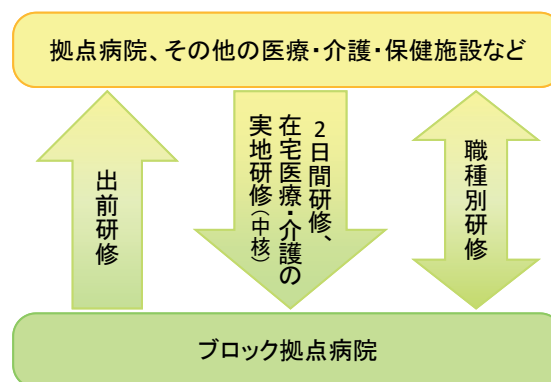 拠点病院、その他の医療・介護・保健施設など
出前研修
2日間研修、
在宅医療・介護の
実地研修(中核)
職種別研修
ブロック拠点病院